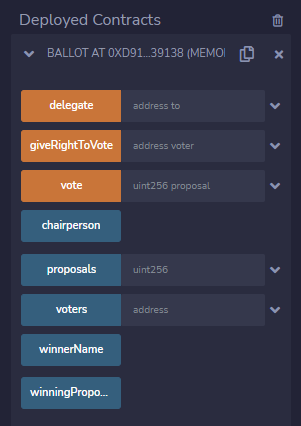 Deployed Contracts
BALLOT AT 0XD91...39138 (MEMO
delegate address to
giveRightToVote address voter
vote uint256 proposal
chairperson
proposals uint256
voters address
winnerName
winningPropo...